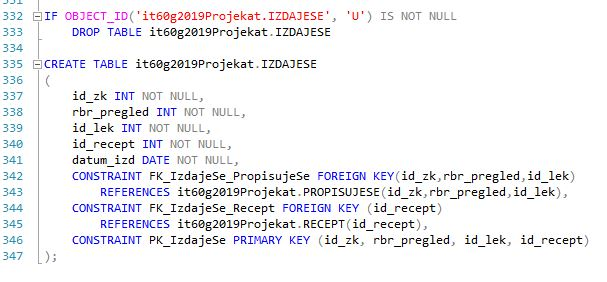 332 IF OBJECT_ID('it60g2019Projekat.IZDAJESE', 'U') IS NOT NULL
333 DROP TABLE it60g2019Projekat.IZDAJESE
334
335 CREATE TABLE it60g2019Projekat.IZDAJESE
336 (
337 id_zk INT NOT NULL,
338 rbr_pregled INT NOT NULL,
339 id_lek INT NOT NULL,
340 id_recept INT NOT NULL,
341 datum_izd DATE NOT NULL,
342 CONSTRAINT FK_IzdajeSe_PropisujeSe FOREIGN KEY(id_zk,rbr_pregled,id_lek)
343 REFERENCES it60g2019Projekat.PROPISUJESE(id_zk,rbr_pregled,id_lek),
344 CONSTRAINT FK_IzdajeSe_Recept FOREIGN KEY (id_recept)
345 REFERENCES it60g2019Projekat.RECEPT(id_recept),
346 CONSTRAINT PK_IzdajeSe PRIMARY KEY (id_zk, rbr_pregled, id_lek, id_recept)
347 );